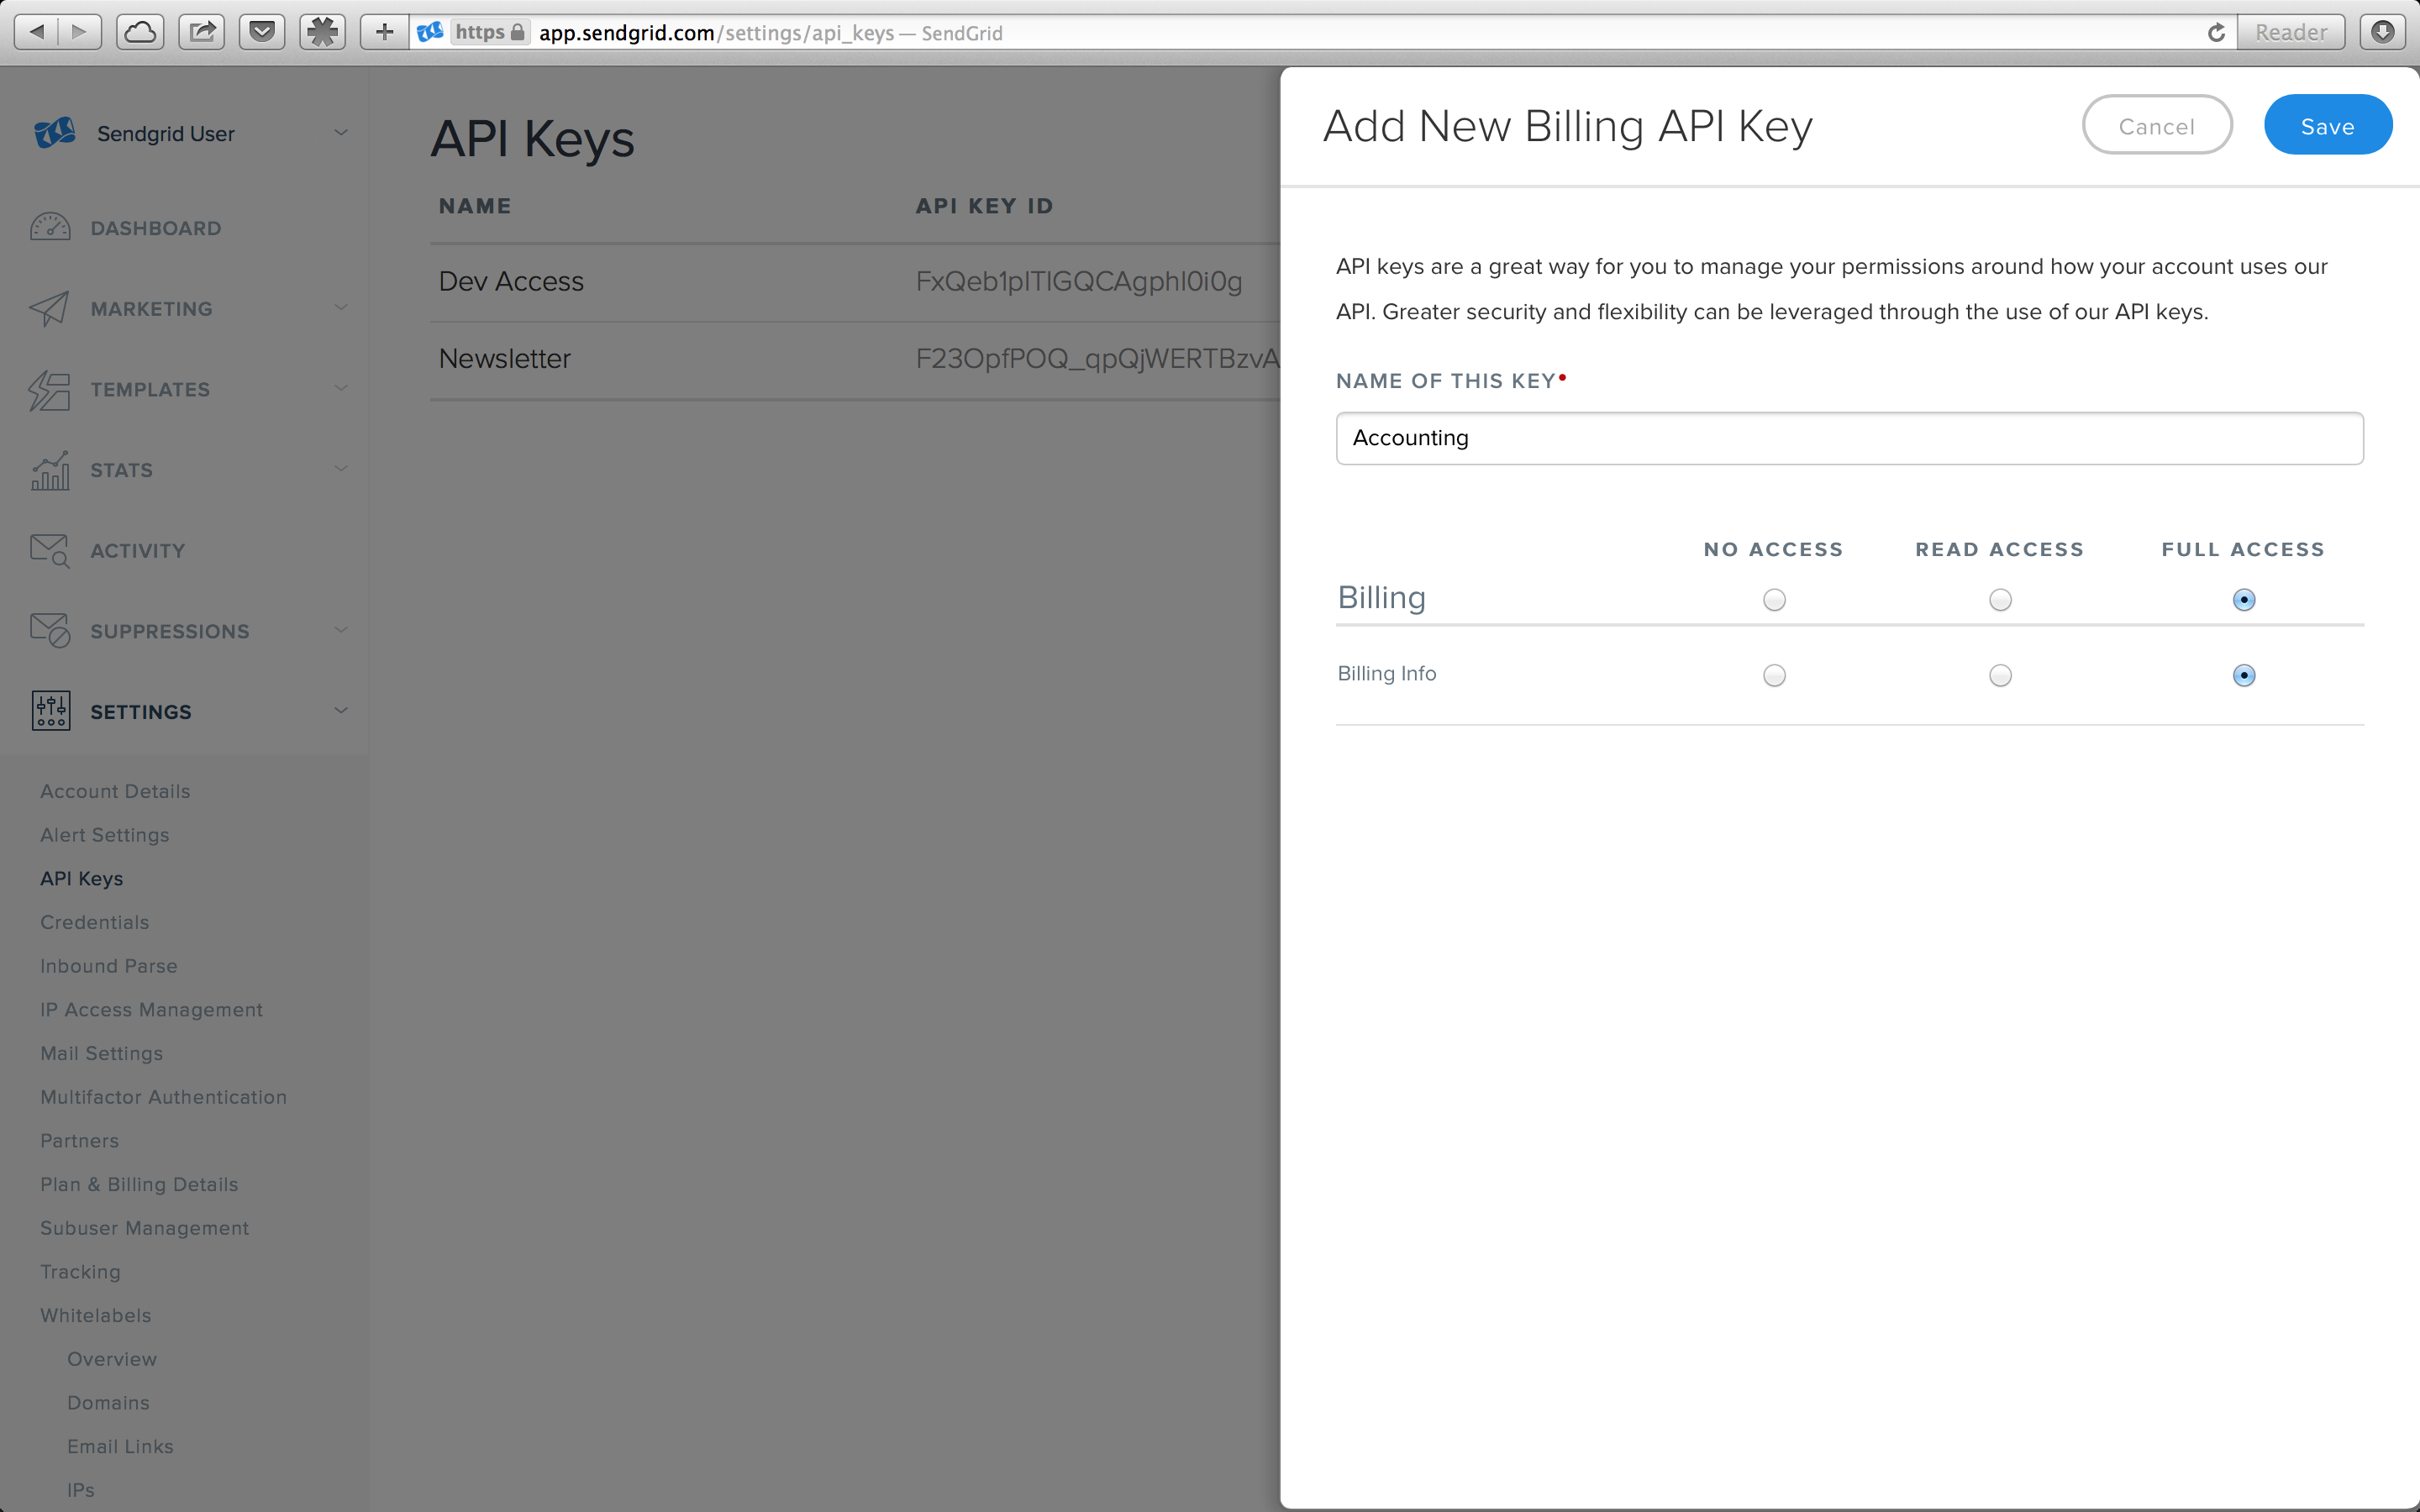 https app.sendgrid.com/settings/api_keys — SendGrid Reader
Sendgrid User
DASHBOARD
MARKETING
TEMPLATES
STATS
ACTIVITY
SUPPRESSIONS
SETTINGS
Account Details
Alert Settings
API Keys
Credentials
Inbound Parse
IP Access Management
Mail Settings
Multifactor Authentication
Partners
Plan & Billing Details
Subuser Management
Tracking
Whitelabels
Overview
Domains
Email Links
IPs
API Keys
NAME API KEY ID
Dev Access
Newsletter
Add New Billing API Key Cancel Save
API keys are a great way for you to manage your permissions around how your account uses our
API. Greater security and flexibility can be leveraged through the use of our API keys.
NAME OF THIS KEY•
Accounting
NO ACCESS READ ACCESS FULL ACCESS
Billing
Billing Info